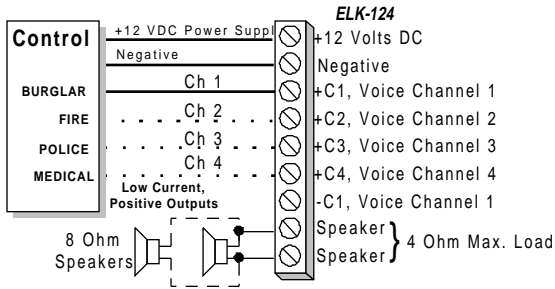 ELK-124
Control
+12 VDC Power Suppl
+12 Volts DC
Negative
Negative
BURGLAR
Ch 1
+C1, Voice Channel 1
FIRE
Ch 2
+C2, Voice Channel 2
POLICE
Ch 3
+C3, Voice Channel 3
MEDICAL
Ch 4
+C4, Voice Channel 4
Low Current,
Positive Outputs
-C1, Voice Channel 1
8 Ohm
Speakers
Speaker
Speaker
} 4 Ohm Max. Load